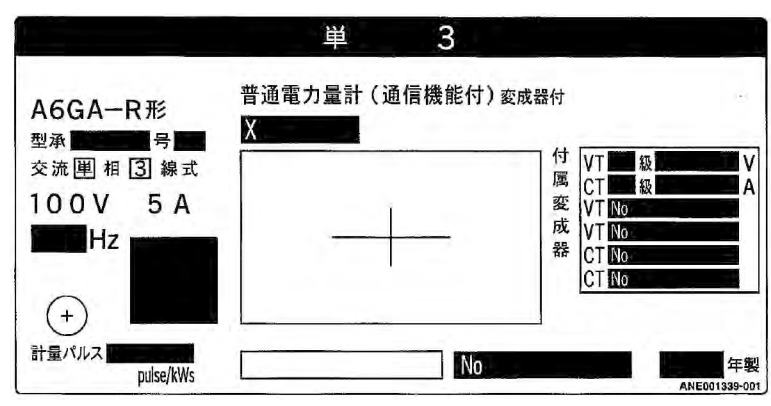 単 3
A6GA-R形
型承 号
交流単相3線式
100V 5A
Hz
計量パルス
pulse/kWs
普通電力量計(通信機能付)変成器付
X
付属変成器
VT 級 V
CT 級 A
VT No
VT No
CT No
CT No
No
年製
ANE001339-001